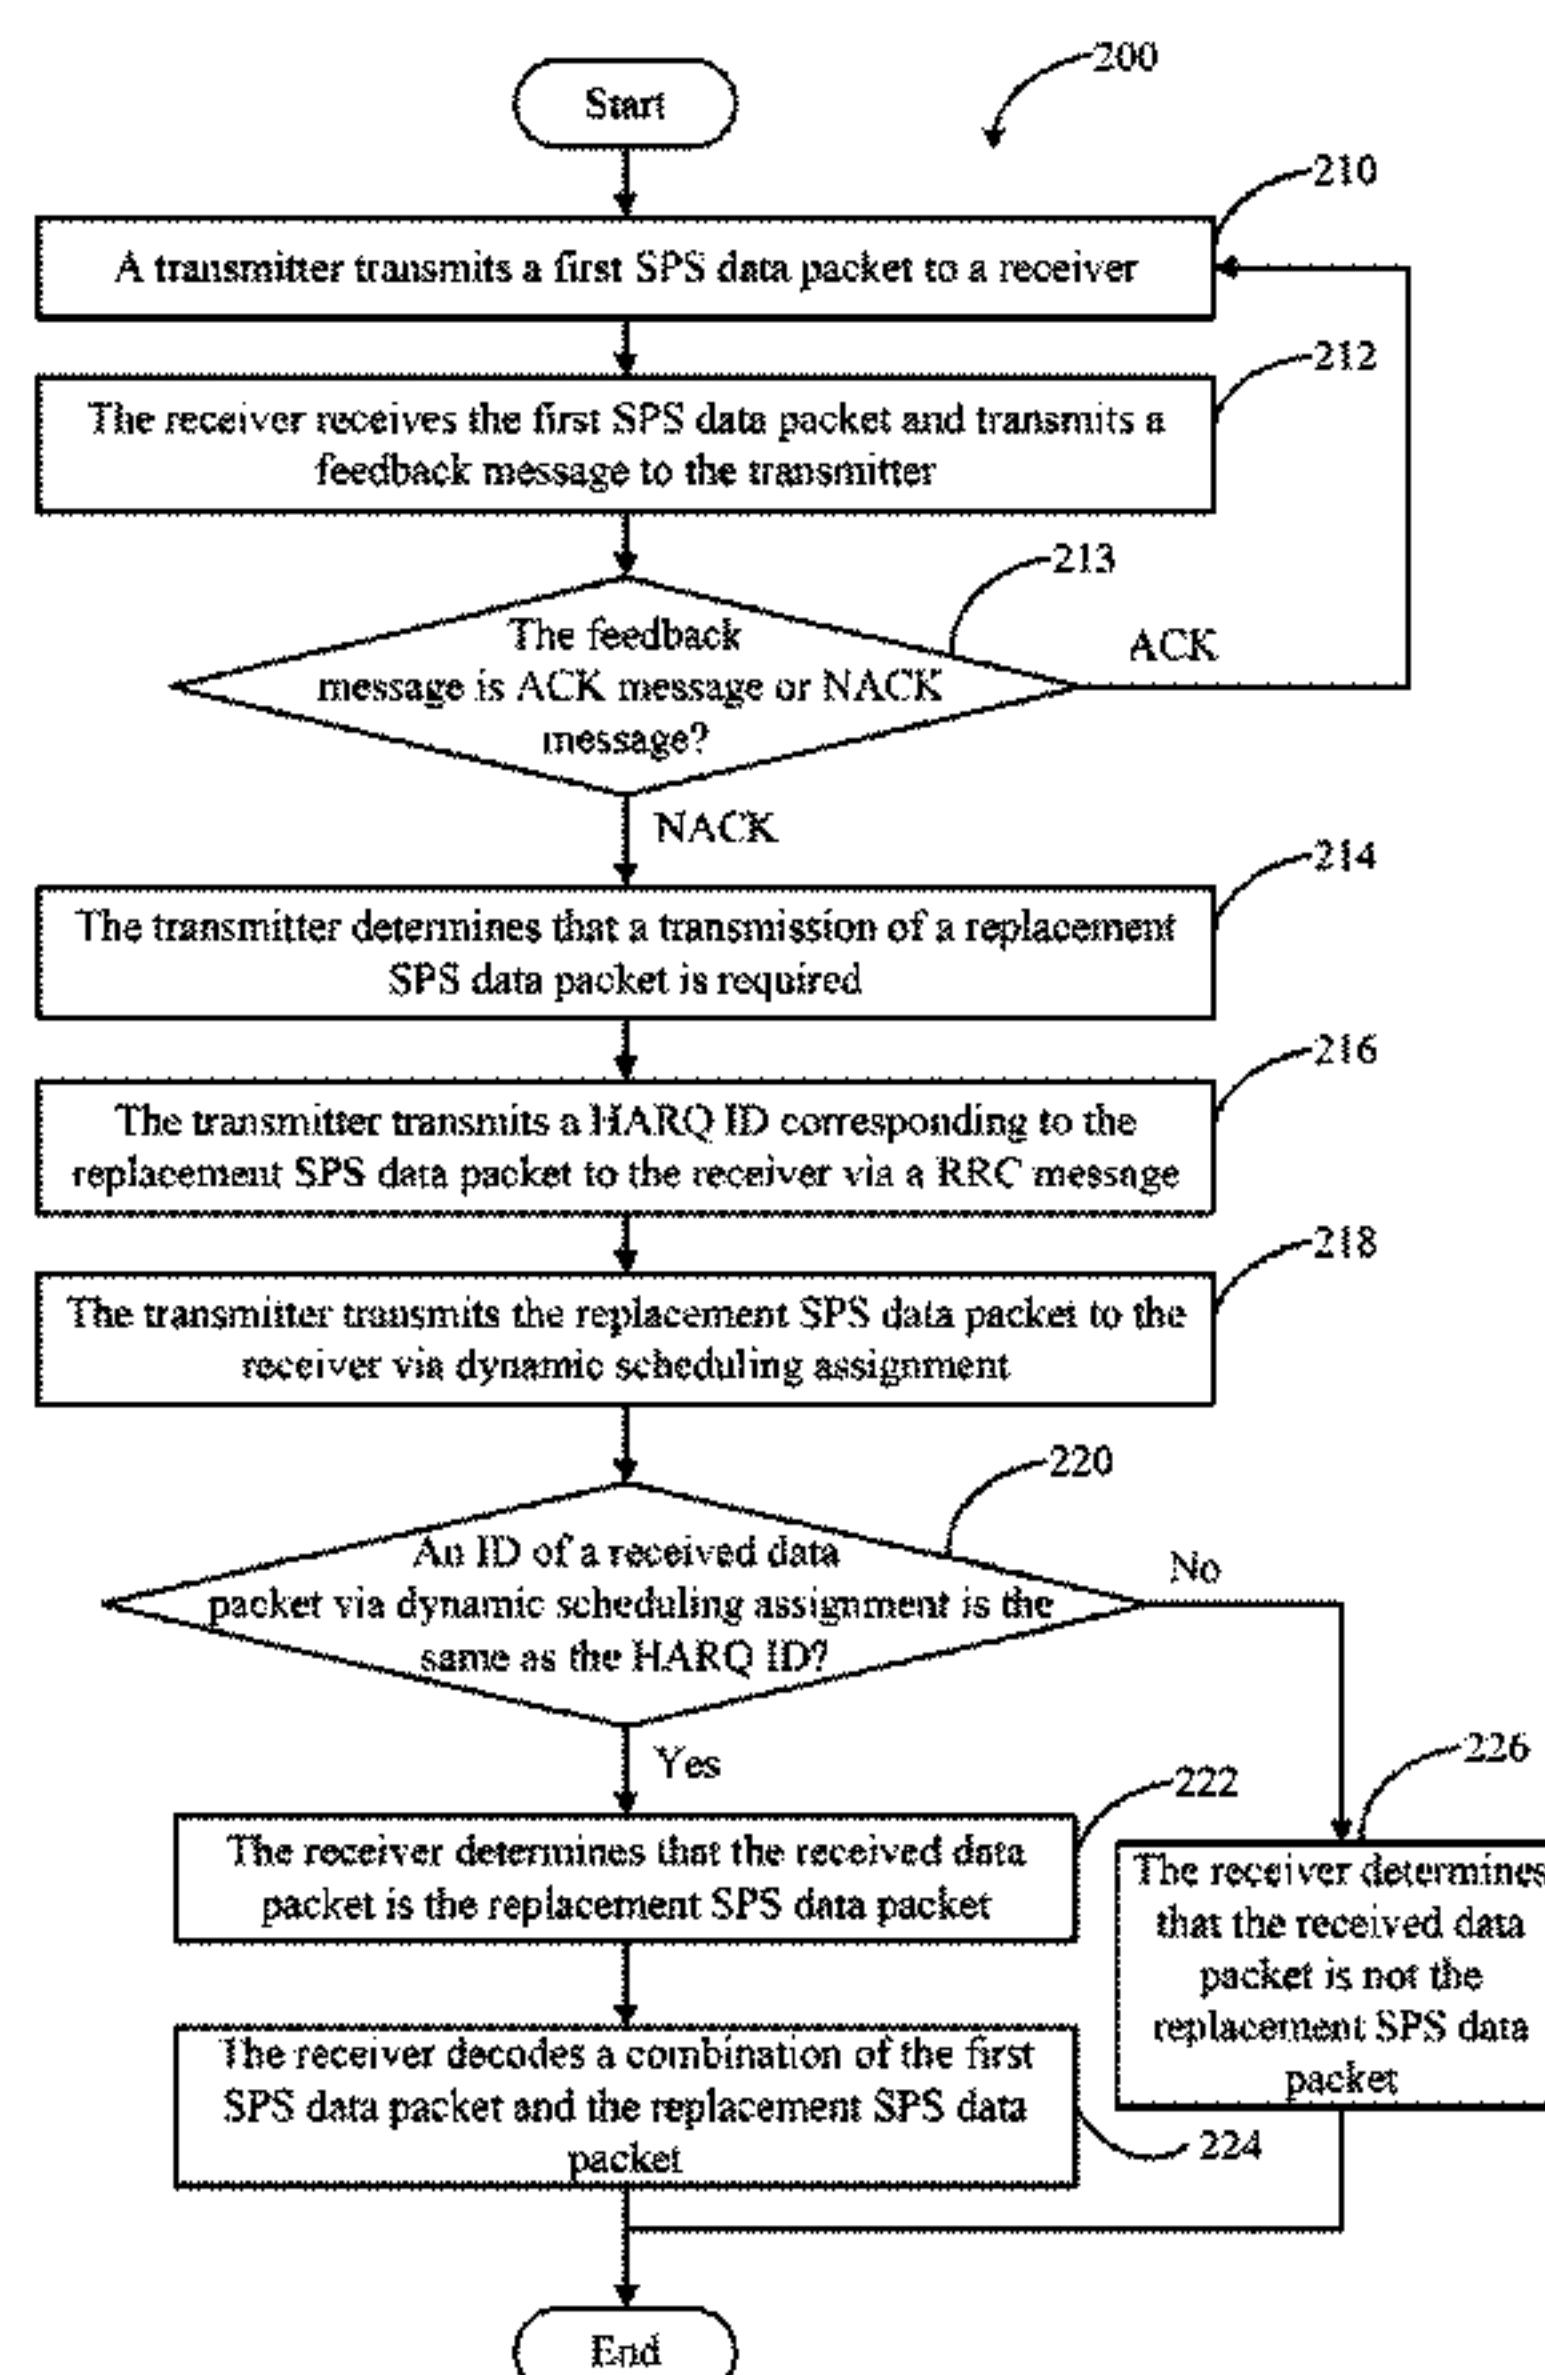 200
Start
210
A transmitter transmits a first SPS data packet to a receiver
212
The receiver receives the first SPS data packet and transmits a
feedback message to the transmitter
213
The feedback
message is ACK message or NACK
message?
ACK
NACK
214
The transmitter determines that a transmission of a replacement
SPS data packet is required
216
The transmitter transmits a HARQ ID corresponding to the
replacement SPS data packet to the receiver via a RRC message
218
The transmitter transmits the replacement SPS data packet to the
receiver via dynamic scheduling assignment
220
An ID of a received data
packet via dynamic scheduling assignment is the
same as the HARQ ID?
No
Yes
222
The receiver determines that the received data
packet is the replacement SPS data packet
226
The receiver determines
that the received data
packet is not the
replacement SPS data
packet
The receiver decodes a combination of the first
SPS data packet and the replacement SPS data
packet
224
End